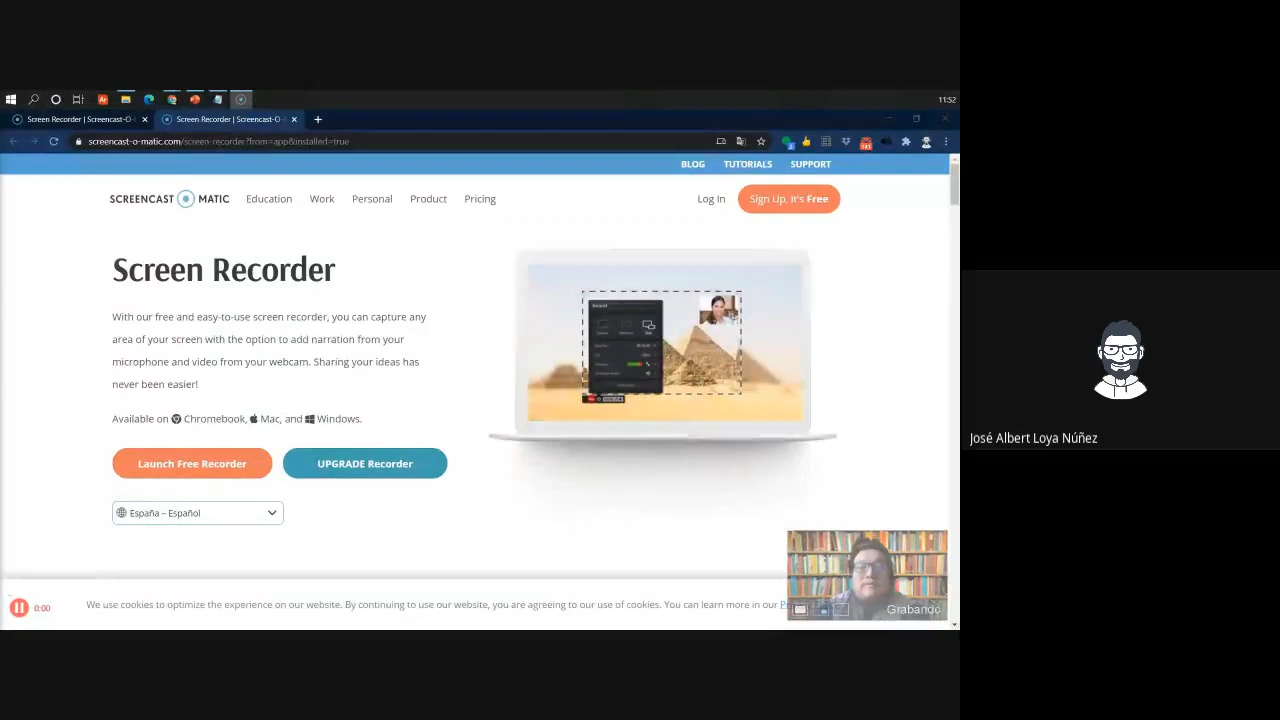 11:52
Screen Recorder | Screencast-O-
Screen Recorder | Screencast-O-
screencast-o-matic.com/screen-recorder?from=app&installed=true
BLOG TUTORIALS SUPPORT
SCREENCAST MATIC Education Work Personal Product Pricing Log In Sign Up, It's Free
Screen Recorder
With our free and easy-to-use screen recorder, you can capture any
area of your screen with the option to add narration from your
microphone and video from your webcam. Sharing your ideas has
never been easier!
Available on Chromebook, Mac, and Windows.
Launch Free Recorder UPGRADE Recorder
España – Español
0:00
We use cookies to optimize the experience on our website. By continuing to use our website, you are agreeing to our use of cookies. You can learn more in our
Grabando
José Albert Loya Núñez